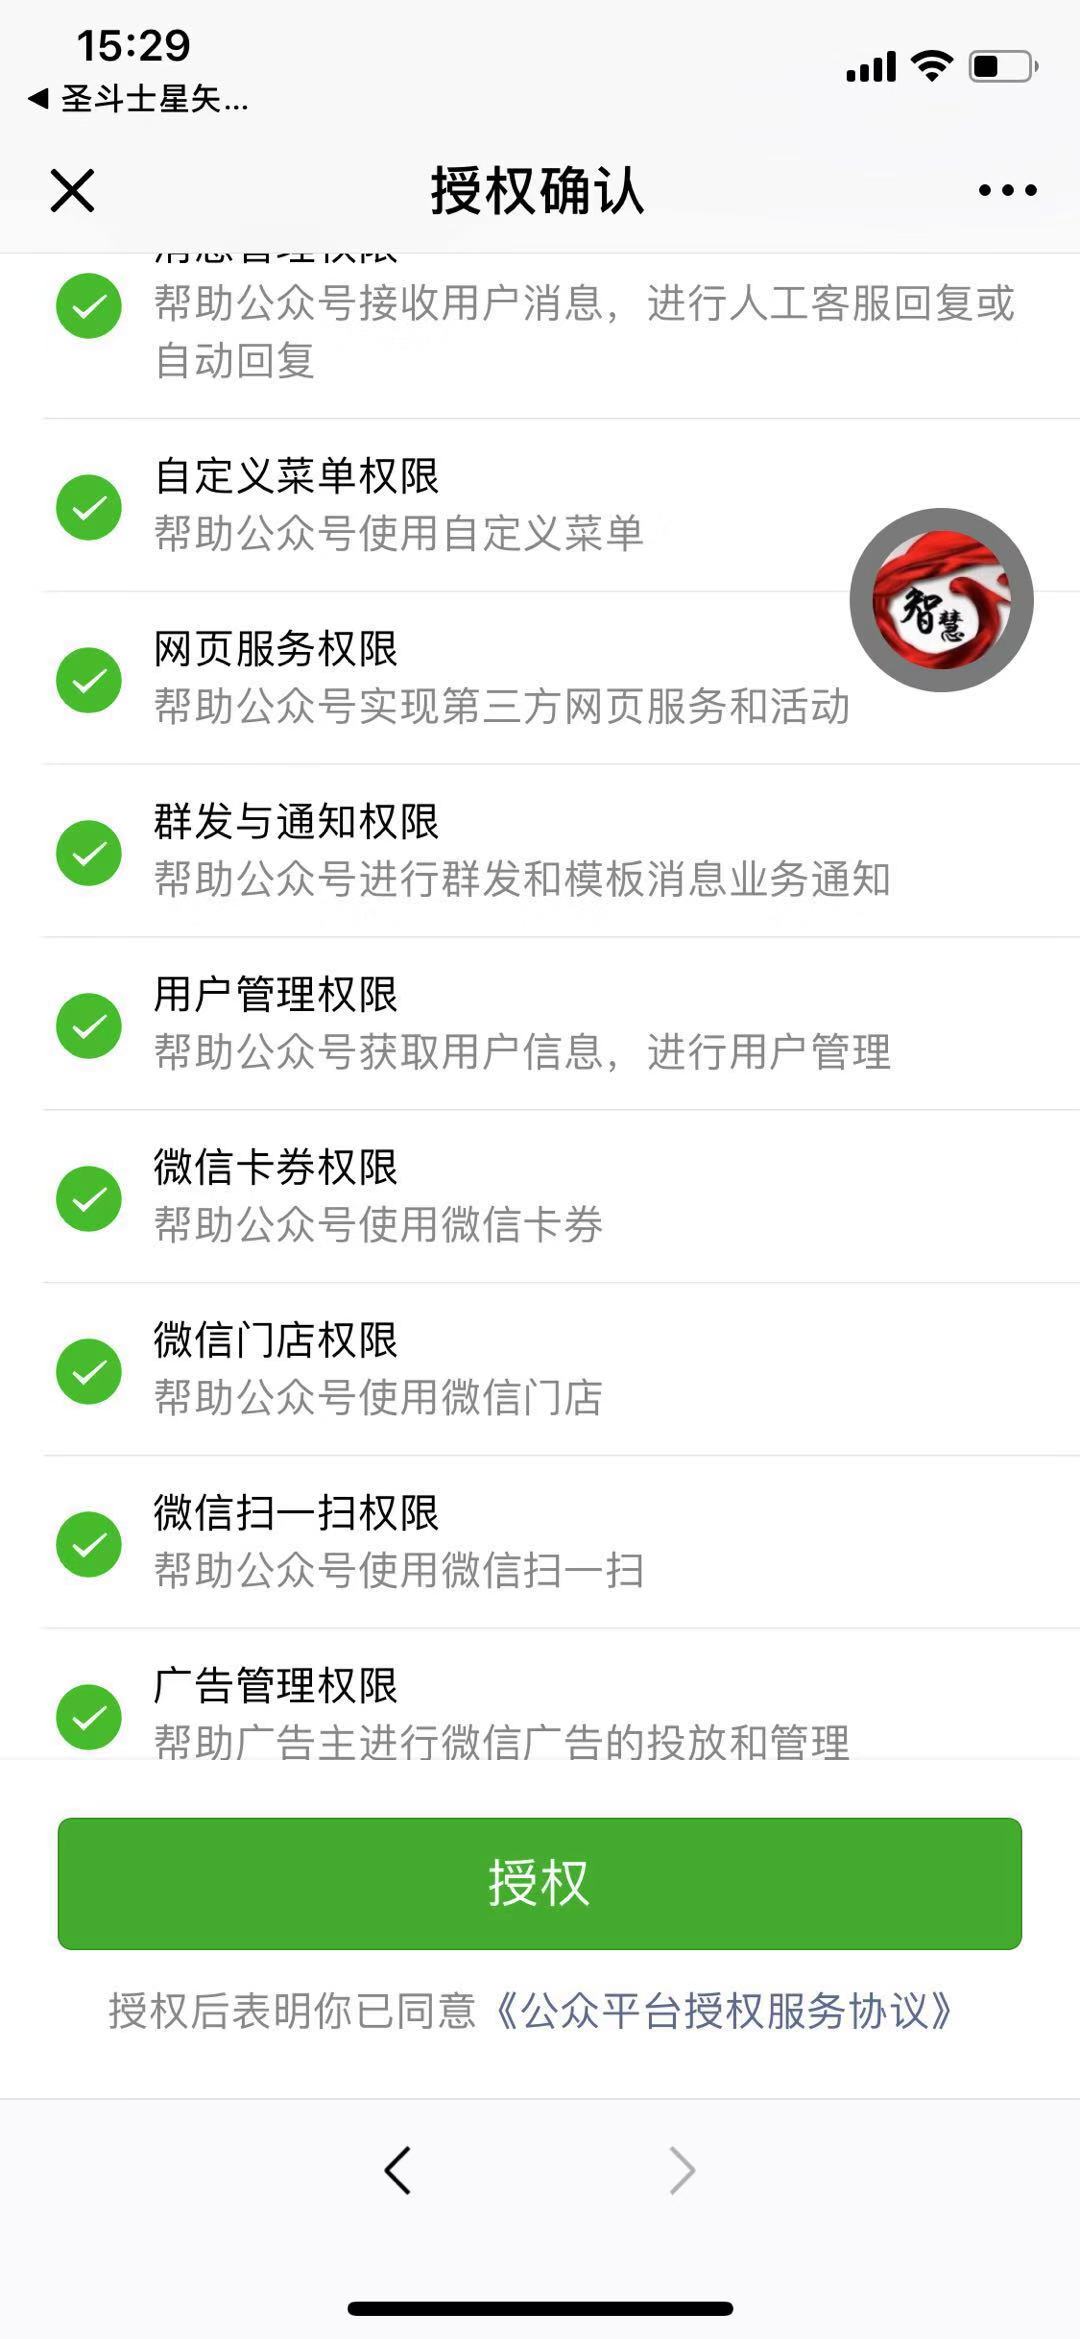 15:29
圣斗士星矢...
授权确认
消息管理权限
帮助公众号接收用户消息，进行人工客服回复或
自动回复
自定义菜单权限
帮助公众号使用自定义菜单
智慧
网页服务权限
帮助公众号实现第三方网页服务和活动
群发与通知权限
帮助公众号进行群发和模板消息业务通知
用户管理权限
帮助公众号获取用户信息，进行用户管理
微信卡券权限
帮助公众号使用微信卡券
微信门店权限
帮助公众号使用微信门店
微信扫一扫权限
帮助公众号使用微信扫一扫
广告管理权限
帮助广告主进行微信广告的投放和管理
授权
授权后表明你已同意《公众平台授权服务协议》